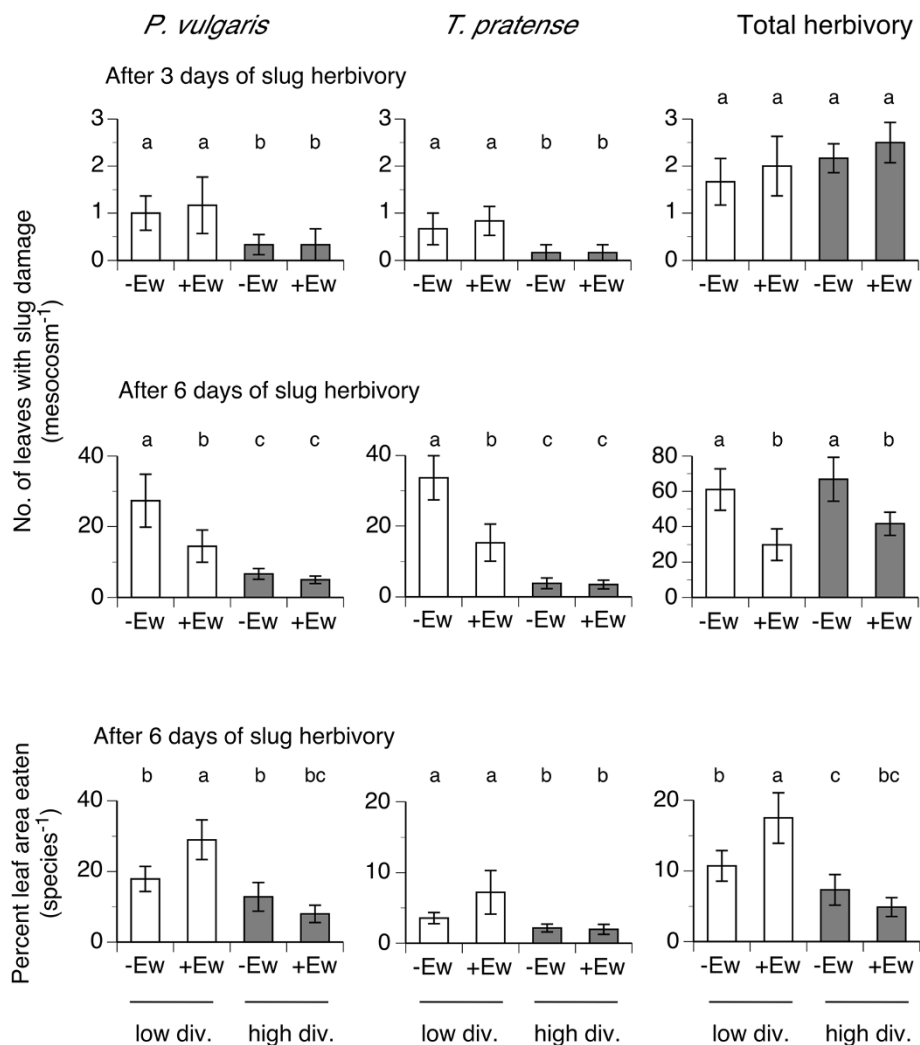 P. vulgaris T. pratense Total herbivory
After 3 days of slug herbivory
a a b b
a a b b
a a a a
3 2 1 0
3 2 1 0
3 2 1 0
-Ew +Ew -Ew +Ew
-Ew +Ew -Ew +Ew
-Ew +Ew -Ew +Ew
No. of leaves with slug damage
(mesocosm-1)
After 6 days of slug herbivory
a b c c
a b c c
a b a b
40 20 0
40 20 0
80 60 40 20 0
-Ew +Ew -Ew +Ew
-Ew +Ew -Ew +Ew
-Ew +Ew -Ew +Ew
Percent leaf area eaten
(species-1)
After 6 days of slug herbivory
b a b bc
a a b b
b a c bc
40 20 0
20 10 0
20 10 0
-Ew +Ew -Ew +Ew
-Ew +Ew -Ew +Ew
-Ew +Ew -Ew +Ew
low div. high div. low div. high div. low div. high div.